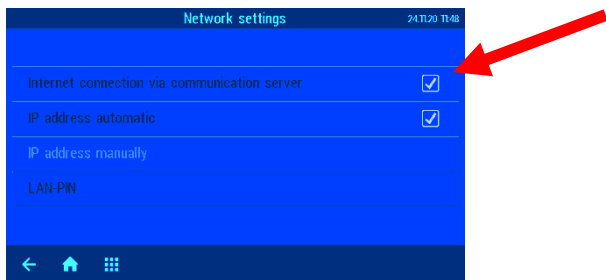 Network settings
24.11.20 11:48
Internet connection via communication server
IP address automatic
IP address manually
LAN-PIN